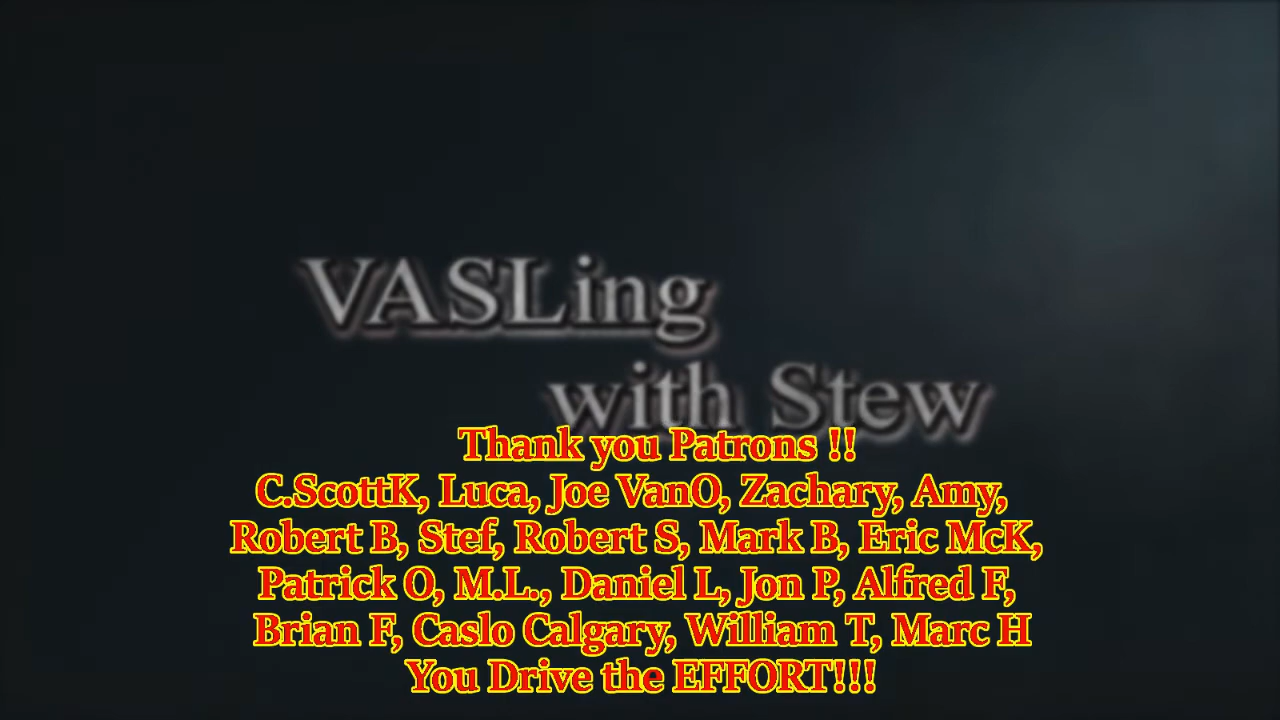 VASLing
with Stew
Thank you Patrons !!
C.ScottK, Luca, Joe VanO, Zachary, Amy,
Robert B, Stef, Robert S, Mark B, Eric McK,
Patrick O, M.L., Daniel L, Jon P, Alfred F,
Brian F, Caslo Calgary, William T, Marc H
You Drive the EFFORT!!!